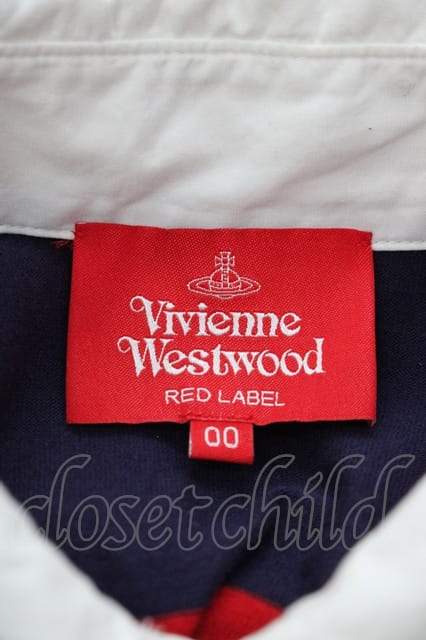 Vivienne
Westwood
RED LABEL
00
closetchild